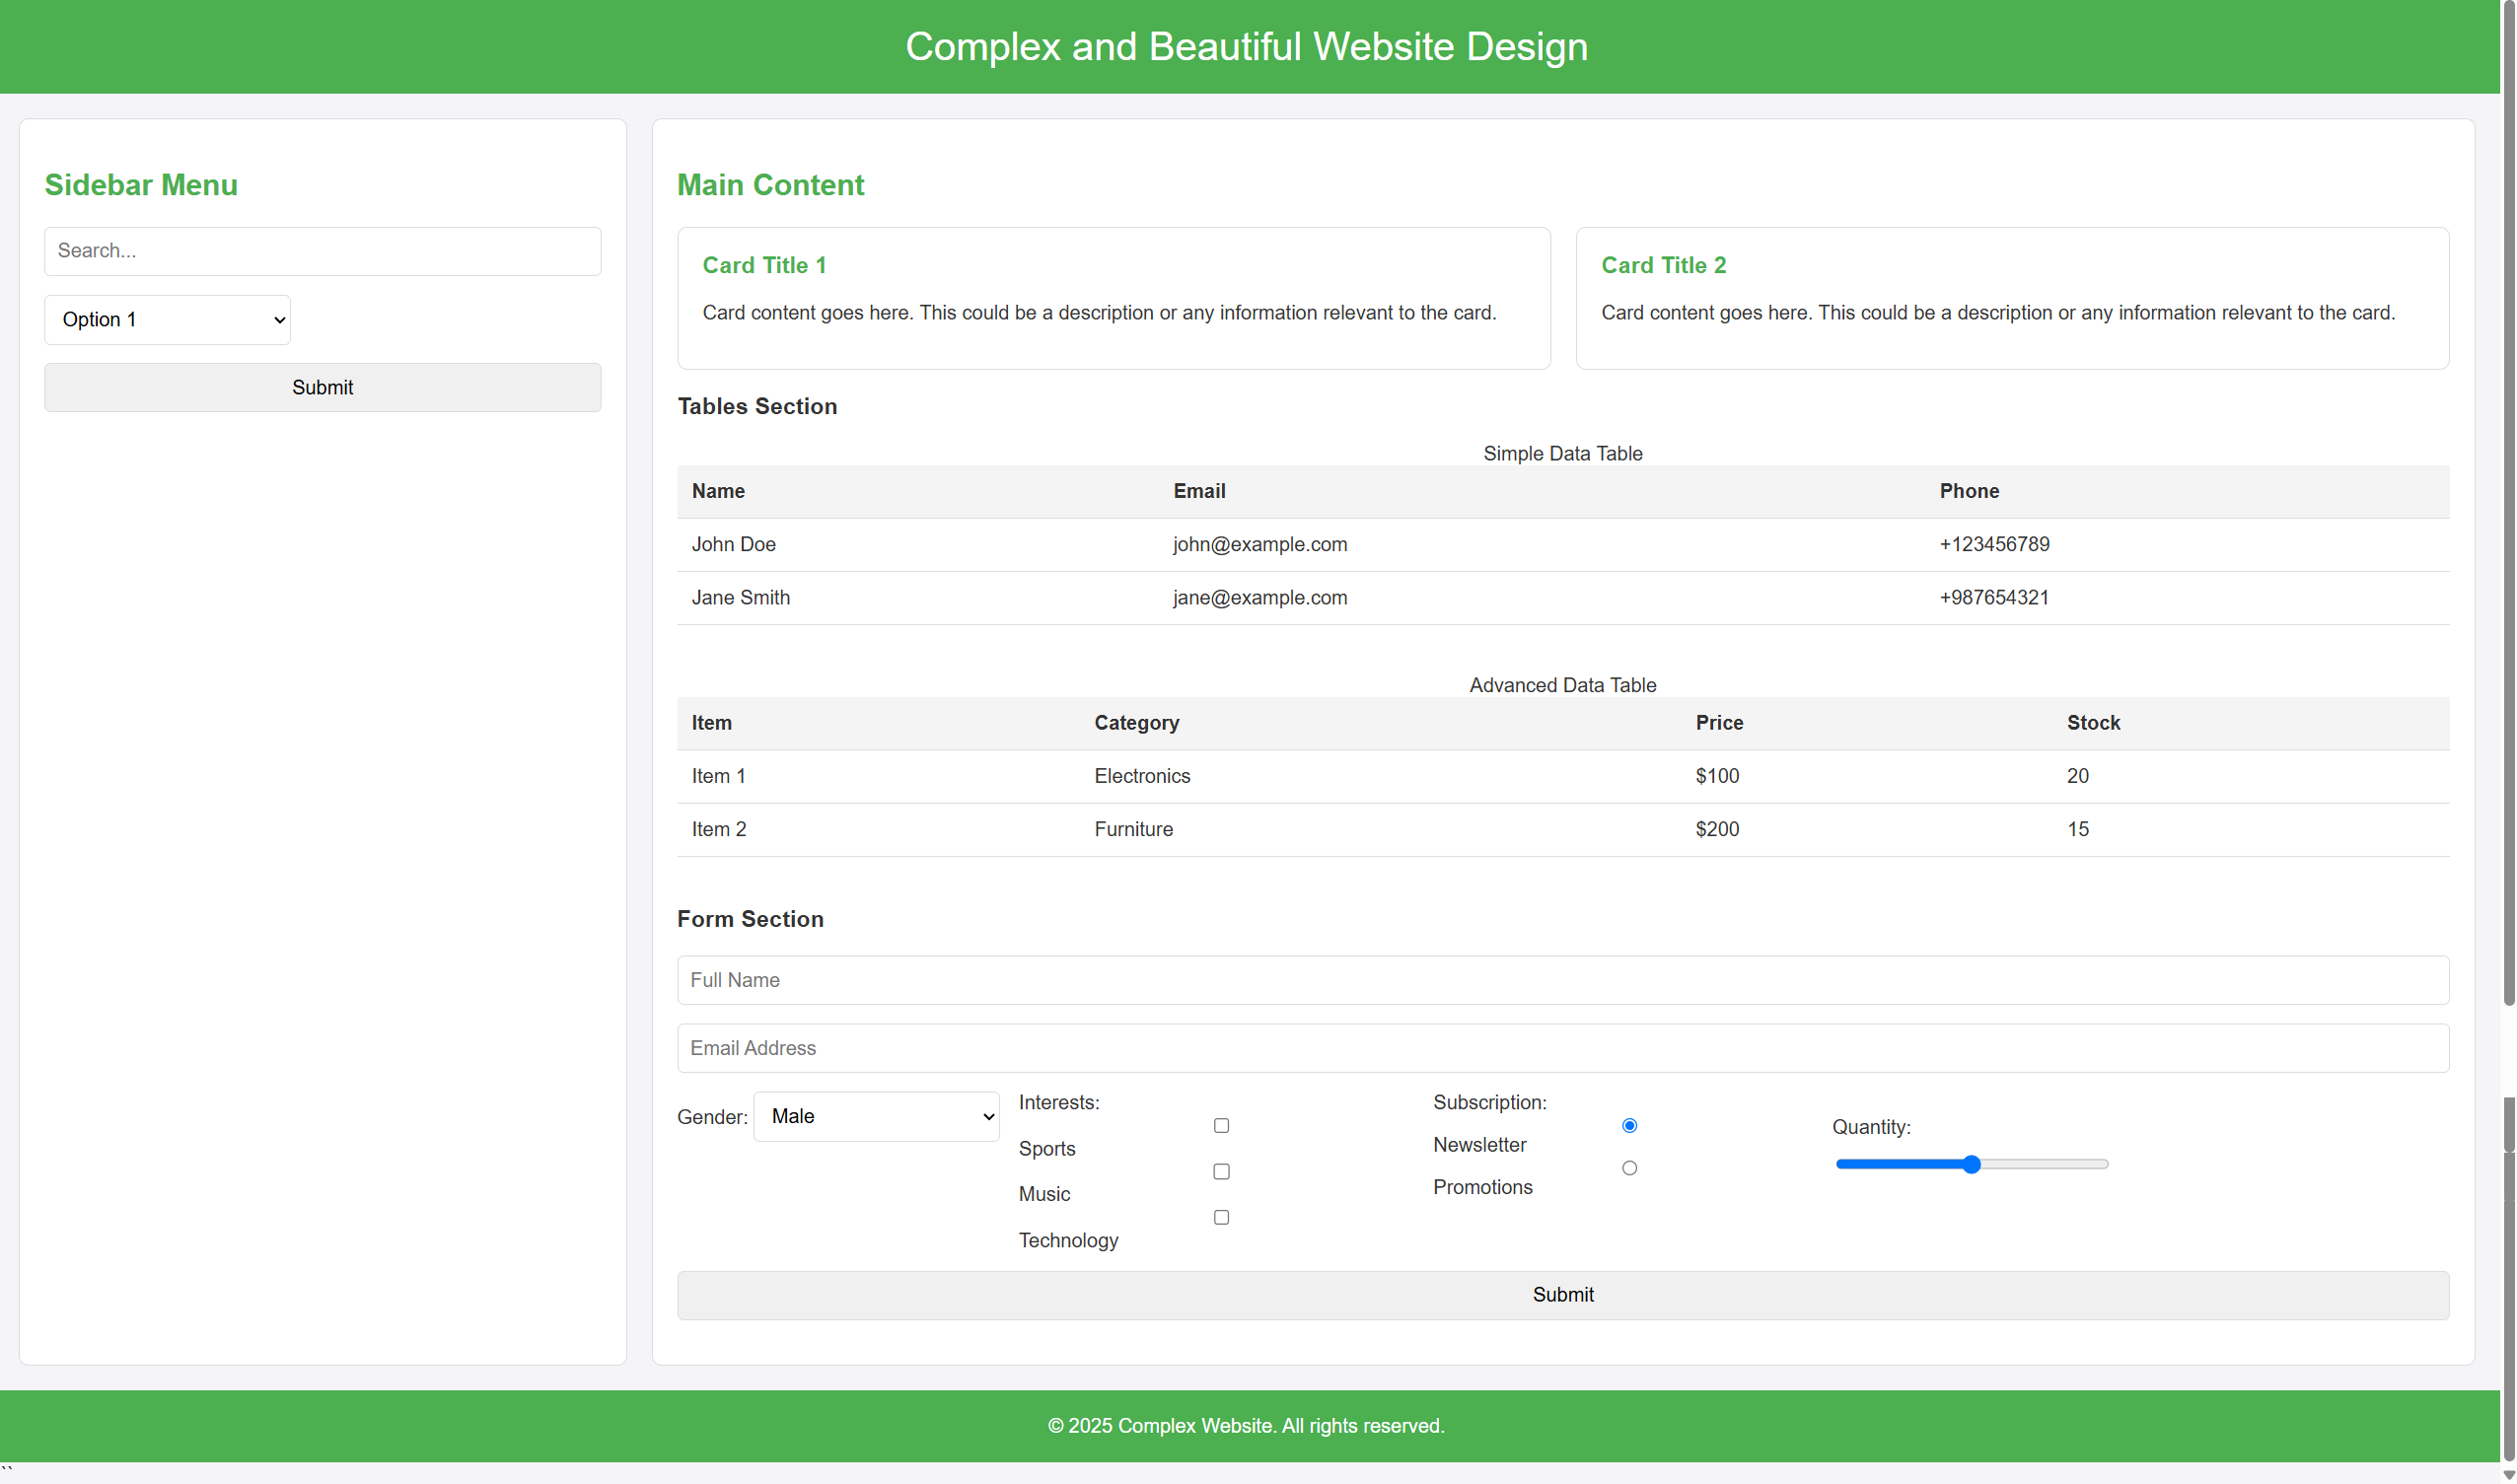 Complex and Beautiful Website Design
Sidebar Menu
Search...
Option 1
Submit
Main Content
Card Title 1
Card content goes here. This could be a description or any information relevant to the card.
Card Title 2
Card content goes here. This could be a description or any information relevant to the card.
Tables Section
Simple Data Table
Name Email Phone
John Doe john@example.com +123456789
Jane Smith jane@example.com +987654321
Advanced Data Table
Item Category Price Stock
Item 1 Electronics $100 20
Item 2 Furniture $200 15
Form Section
Full Name
Email Address
Gender: Male
Interests:
Sports
Music
Technology
Subscription:
Newsletter
Promotions
Quantity:
Submit
© 2025 Complex Website. All rights reserved.
``